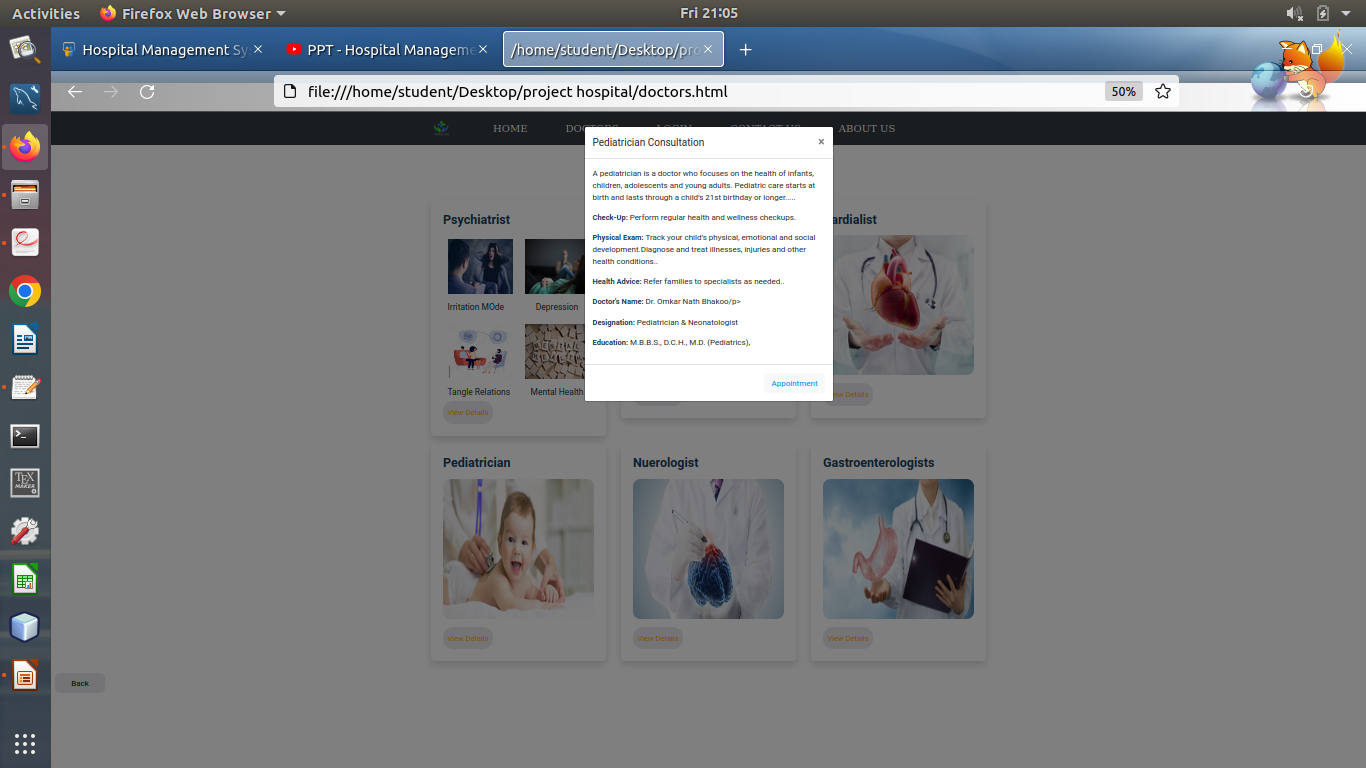 Activities
Firefox Web Browser
Fri 21:05
Hospital Management Sy
PPT - Hospital Manageme
/home/student/Desktop/pro
file:///home/student/Desktop/project hospital/doctors.html
50%
HOME
DOCTORS
LOGIN
CONTACT US
ABOUT US
Pediatrician Consultation
×
A pediatrician is a doctor who focuses on the health of infants,
children, adolescents and young adults. Pediatric care starts at
birth and lasts through a child's 21st birthday or longer.....
Check-Up: Perform regular health and wellness checkups.
Physical Exam: Track your child's physical, emotional and social
development.Diagnose and treat illnesses, injuries and other
health conditions..
Health Advice: Refer families to specialists as needed..
Doctor's Name: Dr. Omkar Nath Bhakoo/p>
Designation: Pediatrician & Neonatologist
Education: M.B.B.S., D.C.H., M.D. (Pediatrics),
Appointment
Psychiatrist
Irritation MOde
Depression
Tangle Relations
Mental Health
View Details
ardialist
View Details
Pediatrician
View Details
Nuerologist
View Details
Gastroenterologists
View Details
Back
TEX
MAKER